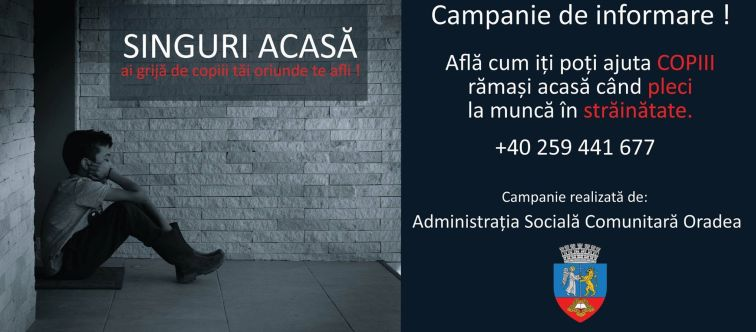 SINGURI ACASĂ
ai grijă de copiii tăi oriunde te afli !
Campanie de informare !
Află cum iți poți ajuta COPIII
rămași acasă când pleci
la muncă în străinătate.
+40 259 441 677
Campanie realizată de:
Administrația Socială Comunitară Oradea